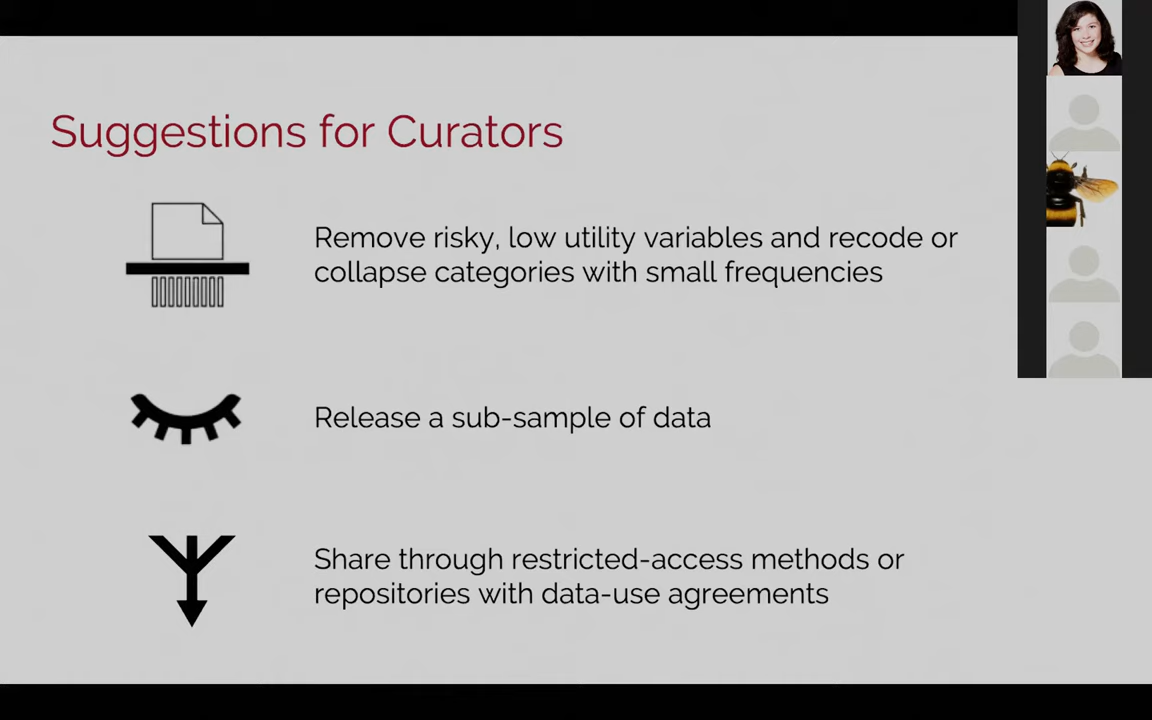 Suggestions for Curators
Remove risky, low utility variables and recode or
collapse categories with small frequencies
Release a sub-sample of data
Share through restricted-access methods or
repositories with data-use agreements